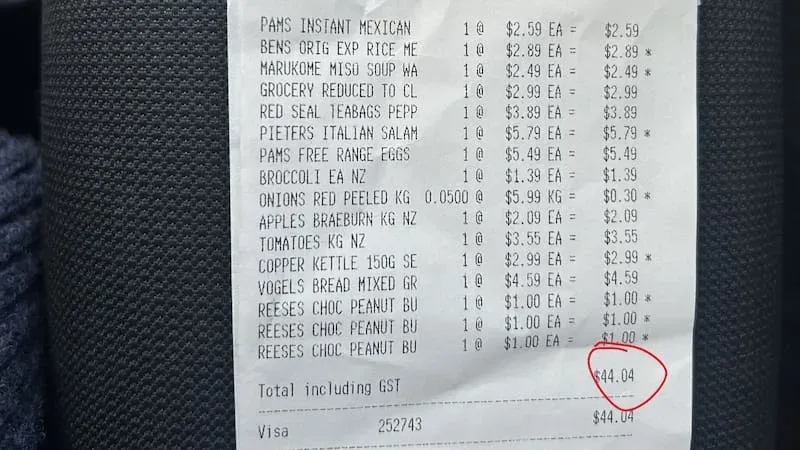 PAMS INSTANT MEXICAN 1 @ $2.59 EA = $2.59
BENS ORIG EXP RICE ME 1 @ $2.89 EA = $2.89 *
MARUKOME MISO SOUP WA 1 @ $2.49 EA = $2.49 *
GROCERY REDUCED TO CL 1 @ $2.99 EA = $2.99
RED SEAL TEABAGS PEPP 1 @ $3.89 EA = $3.89
PIETERS ITALIAN SALAM 1 @ $5.79 EA = $5.79 *
PAMS FREE RANGE EGGS 1 @ $5.49 EA = $5.49
BROCCOLI EA NZ 1 @ $1.39 EA = $1.39
ONIONS RED PEELED KG 0.0500 @ $5.99 KG = $0.30 *
APPLES BRAEBURN KG NZ 1 @ $2.09 EA = $2.09
TOMATOES KG NZ 1 @ $3.55 EA = $3.55
COPPER KETTLE 150G SE 1 @ $2.99 EA = $2.99 *
VOGELS BREAD MIXED GR 1 @ $4.59 EA = $4.59
REESES CHOC PEANUT BU 1 @ $1.00 EA = $1.00 *
REESES CHOC PEANUT BU 1 @ $1.00 EA = $1.00 *
REESES CHOC PEANUT BU 1 @ $1.00 EA = $1.00 *
Total including GST $44.04
Visa 252743 $44.04